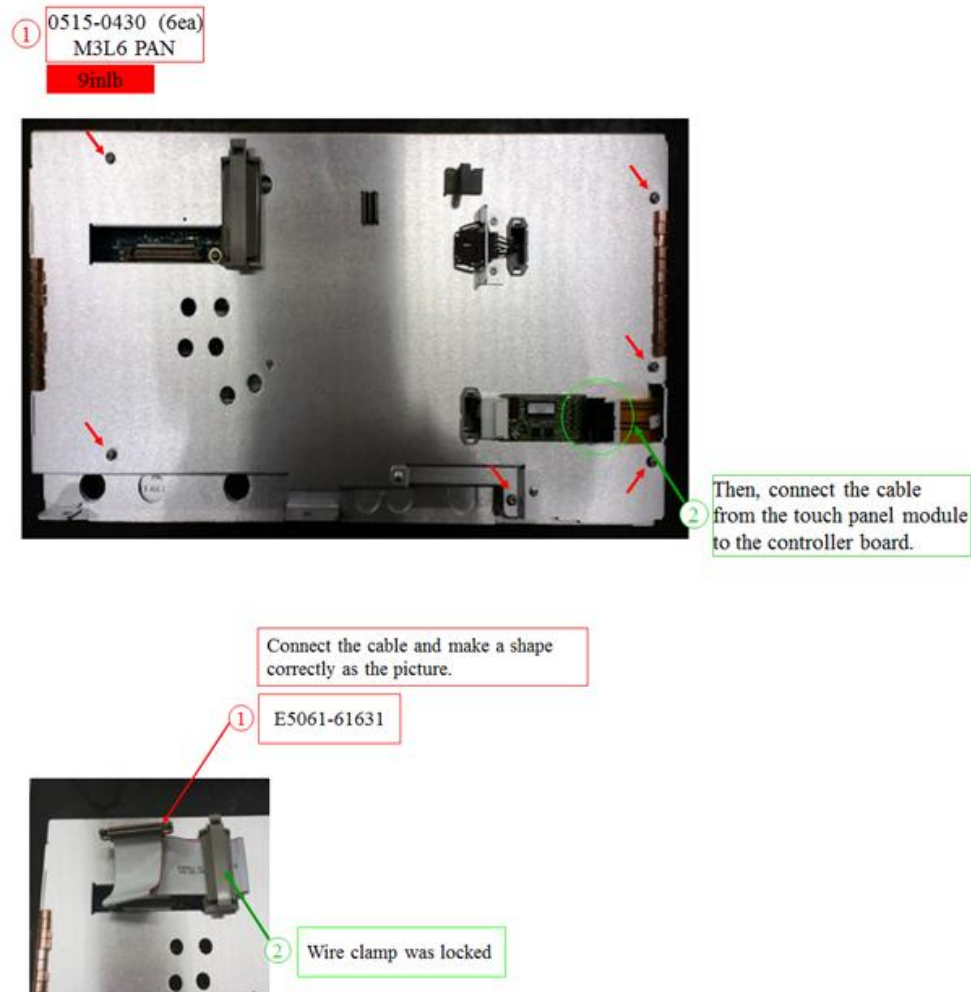 1
0515-0430 (6ea)
M3L6 PAN
9inlb
2
Then, connect the cable
from the touch panel module
to the controller board.
Connect the cable and make a shape
correctly as the picture.
1
E5061-61631
2
Wire clamp was locked